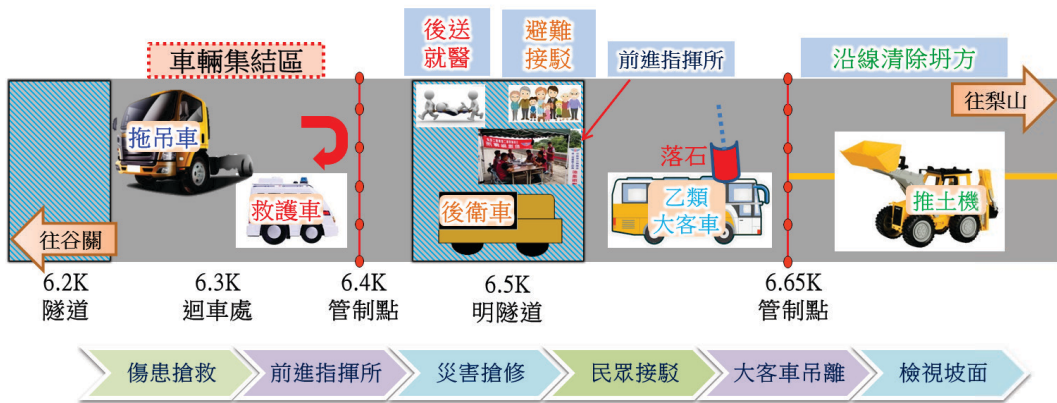 車輛集結區
後送
就醫
避難
接駁
前進指揮所
沿線清除坍方
往梨山
拖吊車
救護車
後衛車
落石
乙類
大客車
推土機
往谷關
6.2K
隧道
6.3K
迴車處
6.4K
管制點
6.5K
明隧道
6.65K
管制點
傷患搶救
前進指揮所
災害搶修
民眾接駁
大客車吊離
檢視坡面